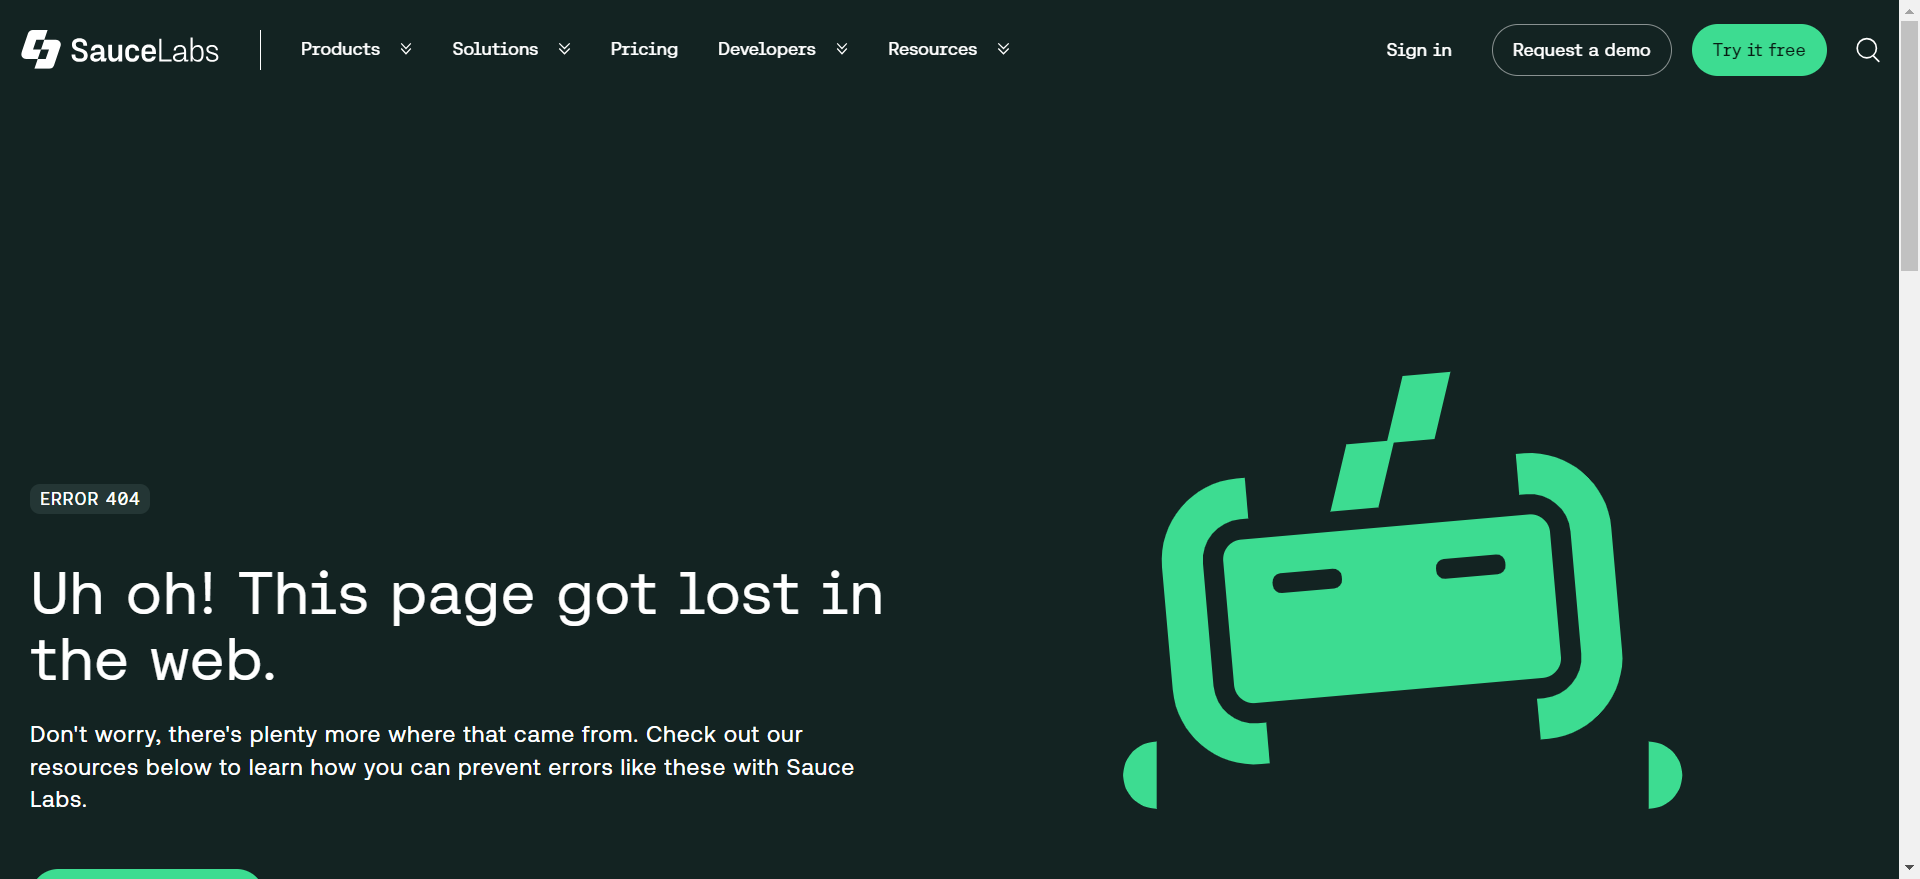 SauceLabs
Products
Solutions
Pricing
Developers
Resources
Sign in
Request a demo
Try it free
ERROR 404
Uh oh! This page got lost in
the web.
Don't worry, there's plenty more where that came from. Check out our
resources below to learn how you can prevent errors like these with Sauce
Labs.